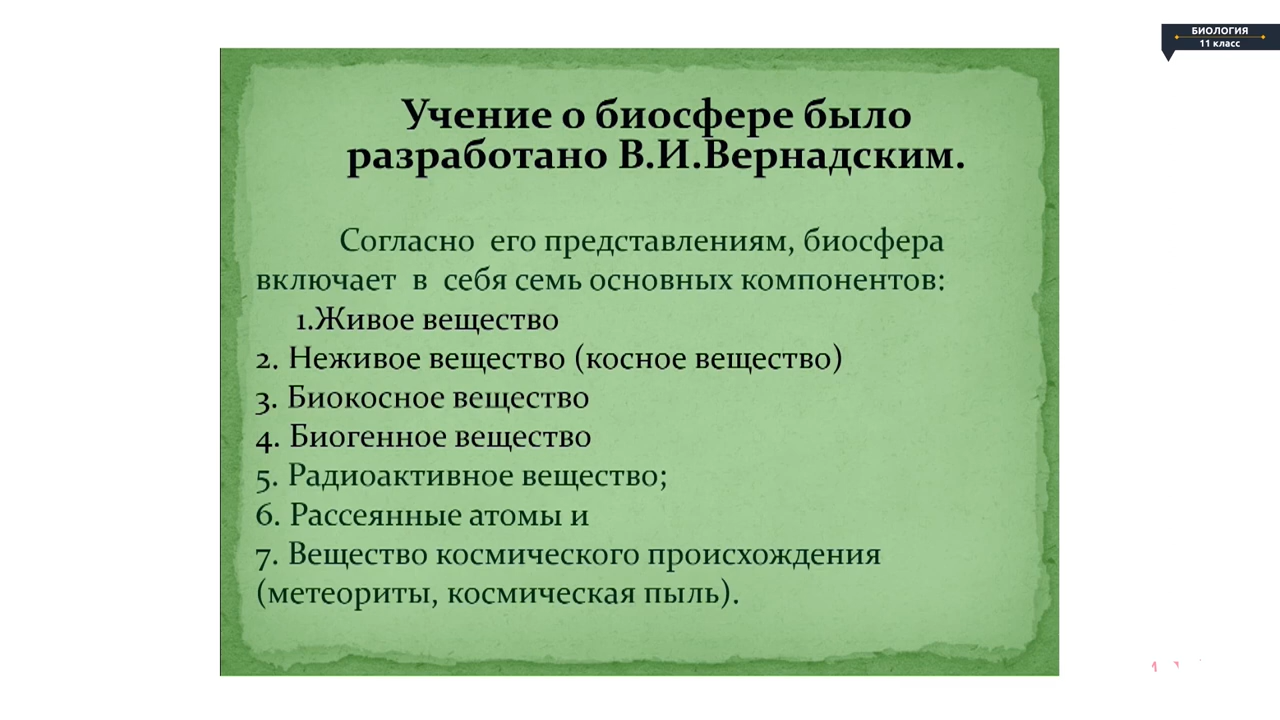 БИОЛОГИЯ
11 класс
Учение о биосфере было
разработано В.И.Вернадским.
Согласно его представлениям, биосфера
включает в себя семь основных компонентов:
1.Живое вещество
2. Неживое вещество (косное вещество)
3. Биокосное вещество
4. Биогенное вещество
5. Радиоактивное вещество;
6. Рассеянные атомы и
7. Вещество космического происхождения
(метеориты, космическая пыль).